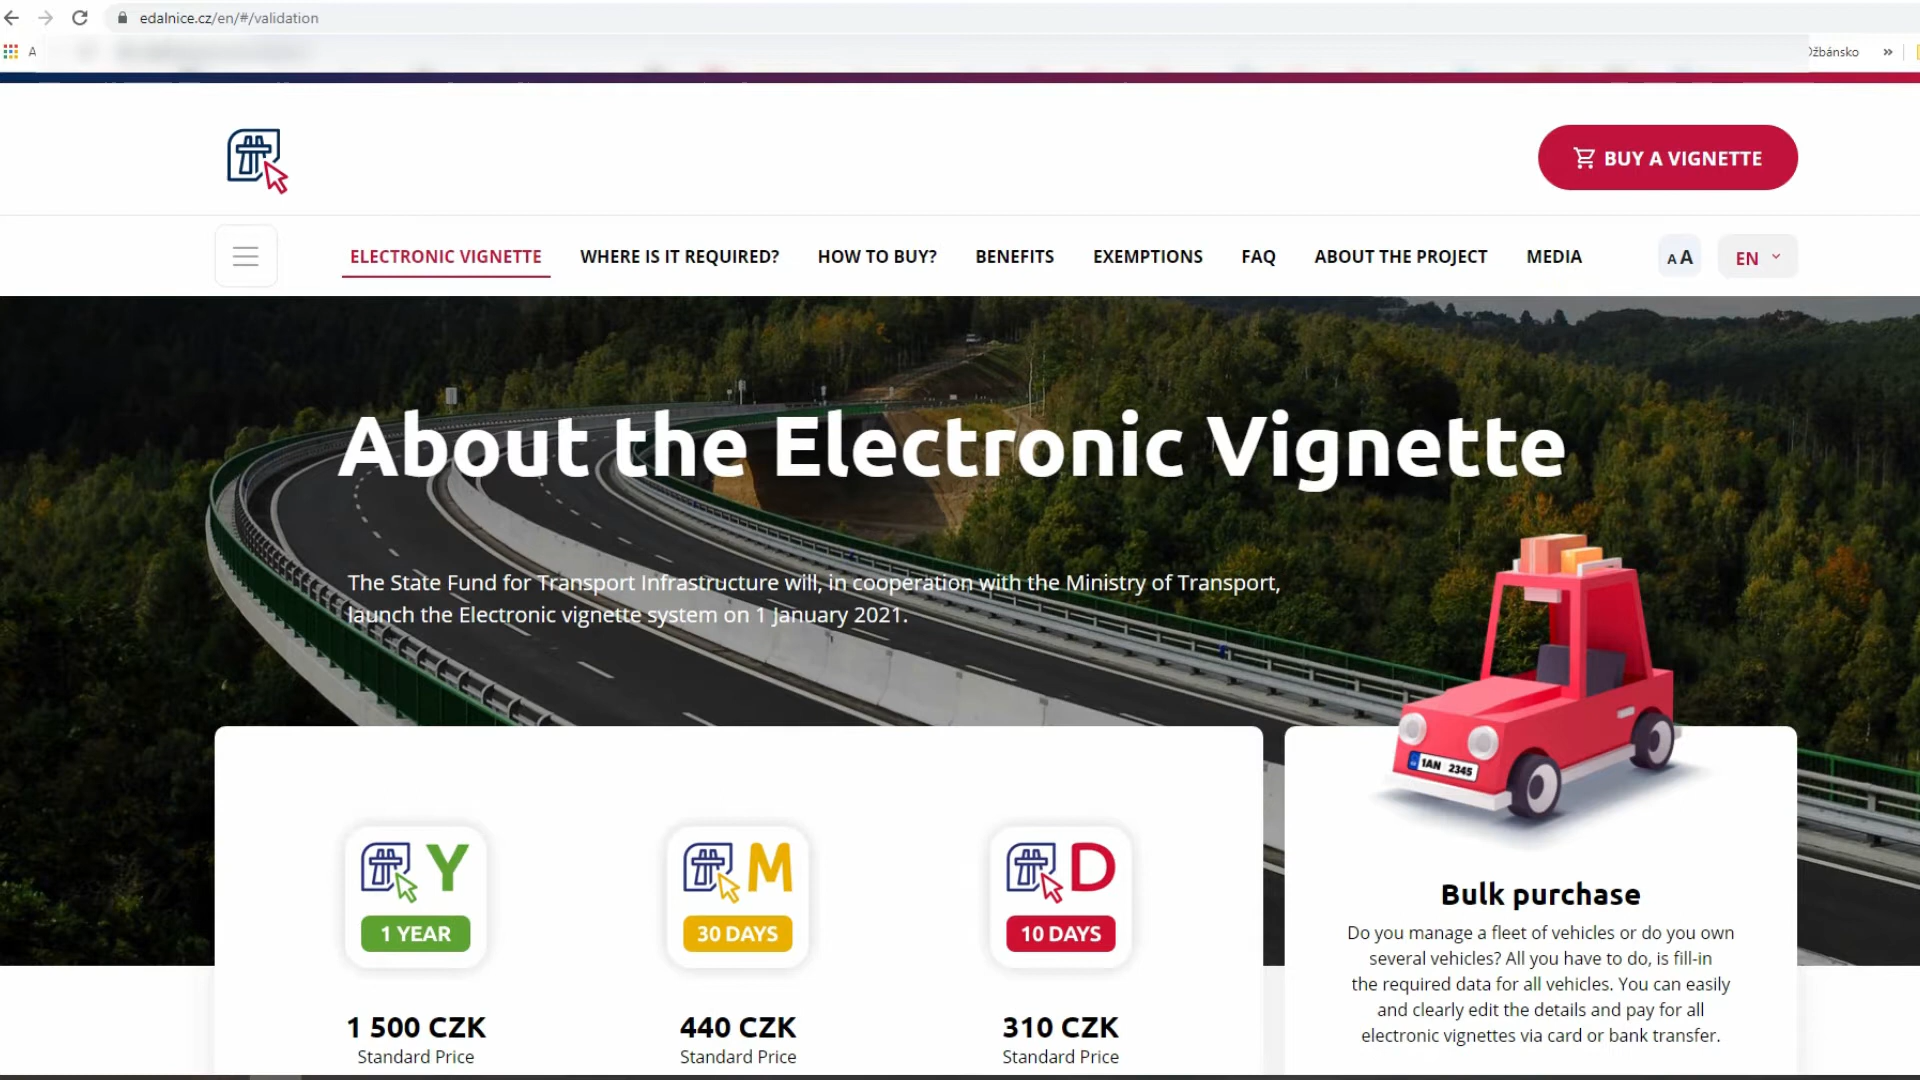 edalnice.cz/en/#/validation
A
BUY A VIGNETTE
ELECTRONIC VIGNETTE WHERE IS IT REQUIRED? HOW TO BUY? BENEFITS EXEMPTIONS FAQ ABOUT THE PROJECT MEDIA A A EN
About the Electronic Vignette
The State Fund for Transport Infrastructure will, in cooperation with the Ministry of Transport,
launch the Electronic vignette system on 1 January 2021.
1AN 2345
Y
1 YEAR
1 500 CZK
Standard Price
M
30 DAYS
440 CZK
Standard Price
D
10 DAYS
310 CZK
Standard Price
Bulk purchase
Do you manage a fleet of vehicles or do you own
several vehicles? All you have to do, is fill-in
the required data for all vehicles. You can easily
and clearly edit the details and pay for all
electronic vignettes via card or bank transfer.